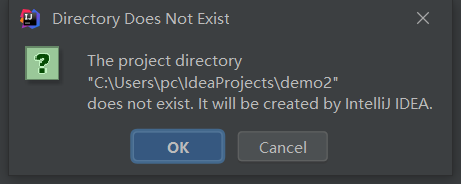 Directory Does Not Exist
The project directory
"C:\Users\pc\IdeaProjects\demo2"
does not exist. It will be created by IntelliJ IDEA.
OK
Cancel